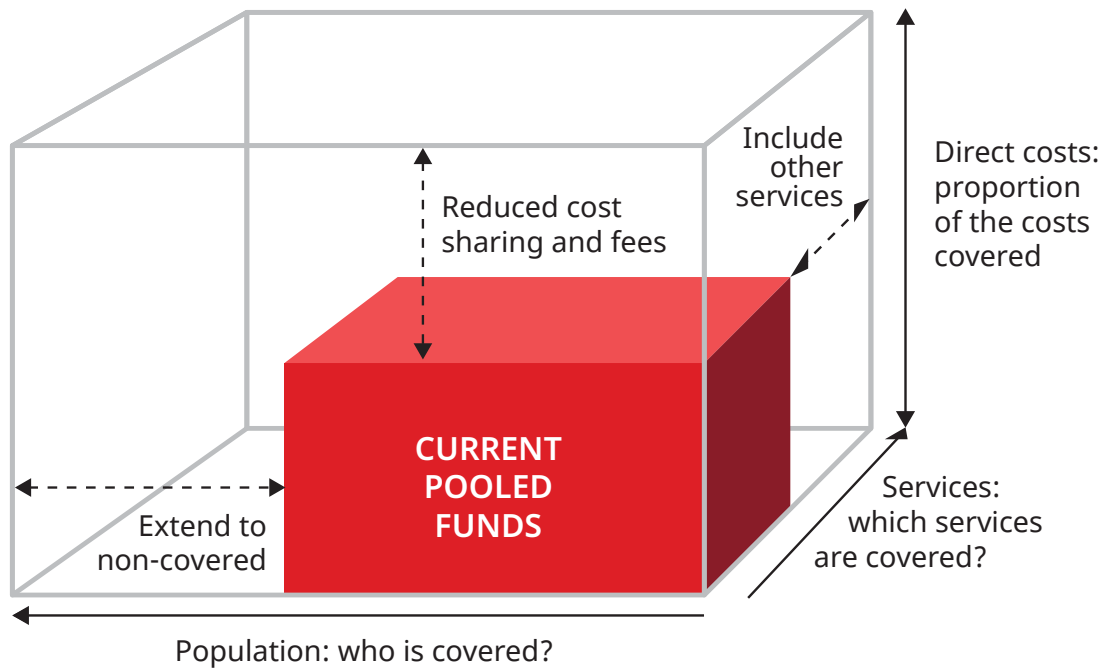 Include
other
services
Direct costs:
proportion
of the costs
covered
Reduced cost
sharing and fees
CURRENT
POOLED
FUNDS
Extend to
non-covered
Services:
which services
are covered?
Population: who is covered?